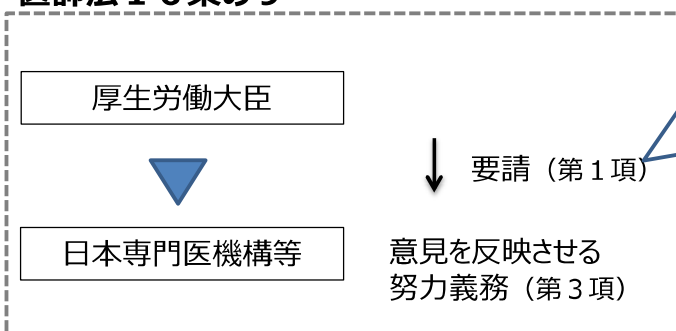 厚生労働大臣
要請（第１項）
日本専門医機構等
意見を反映させる
努力義務（第３項）